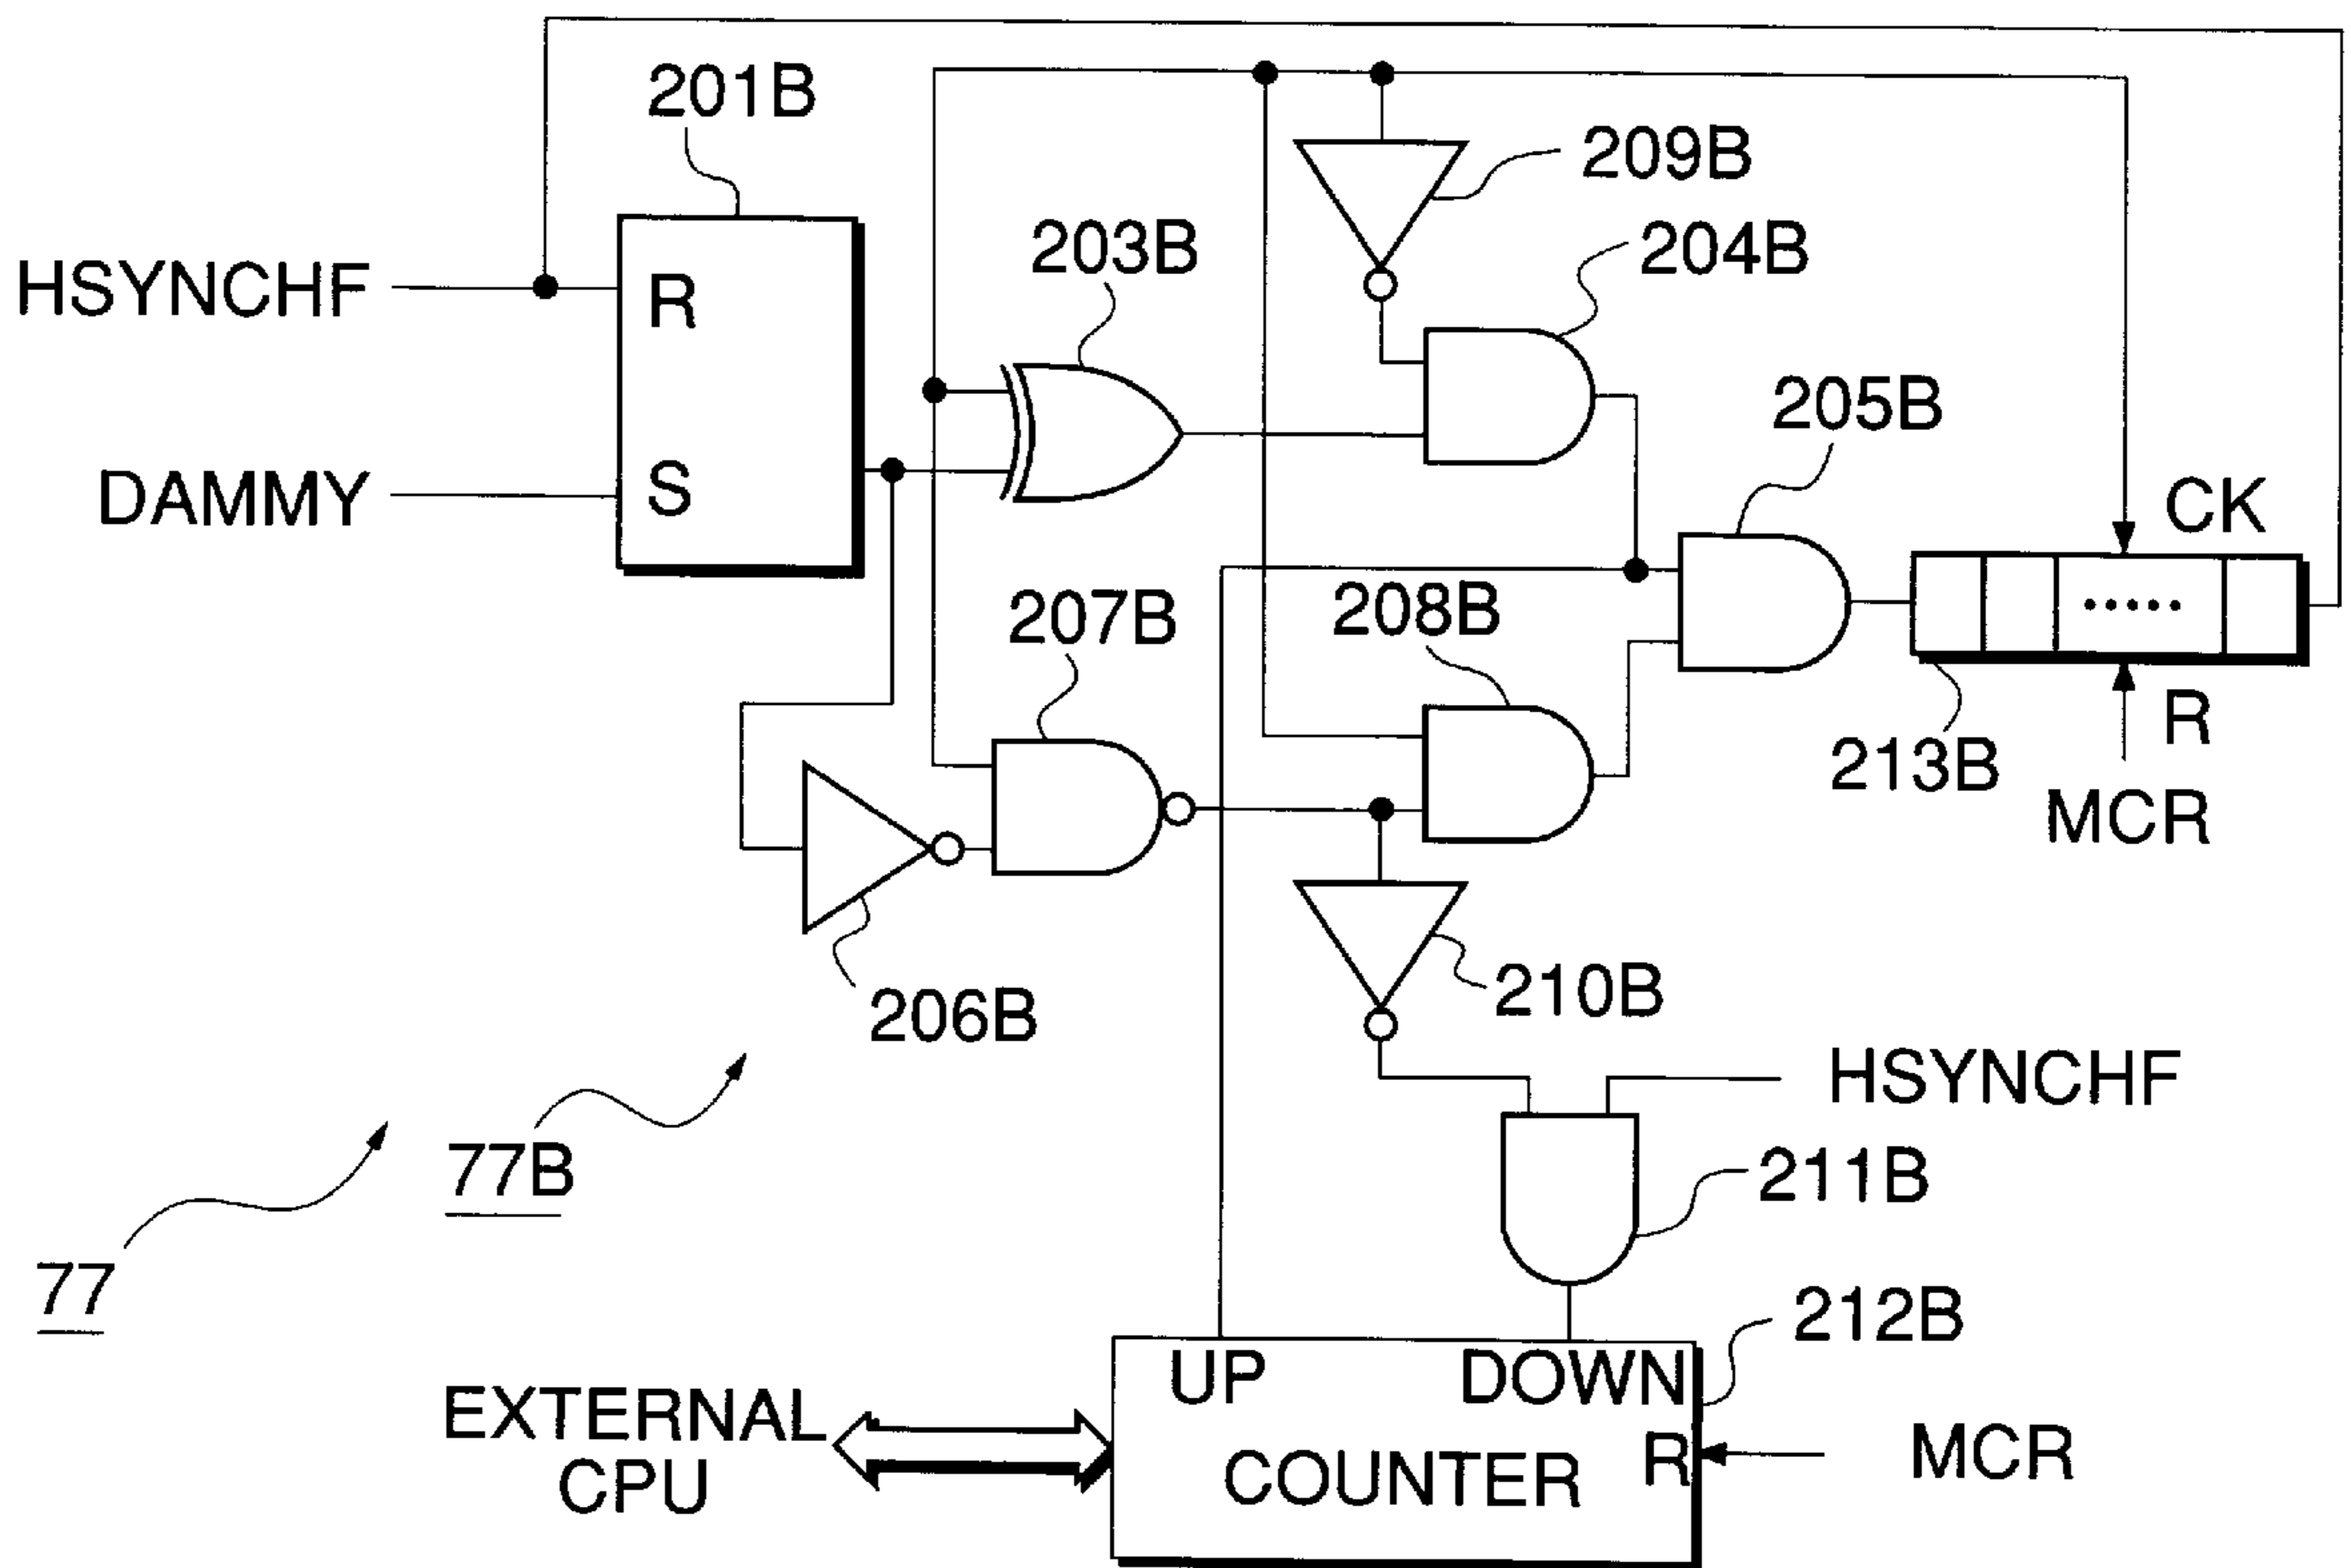 201B
209B
203B
204B
HSYNCHF
R
205B
DAMMY
S
CK
207B
208B
213B
R
MCR
206B
210B
HSYNCHF
77B
211B
77
212B
UP
DOWN
EXTERNAL
CPU
COUNTER
R
MCR